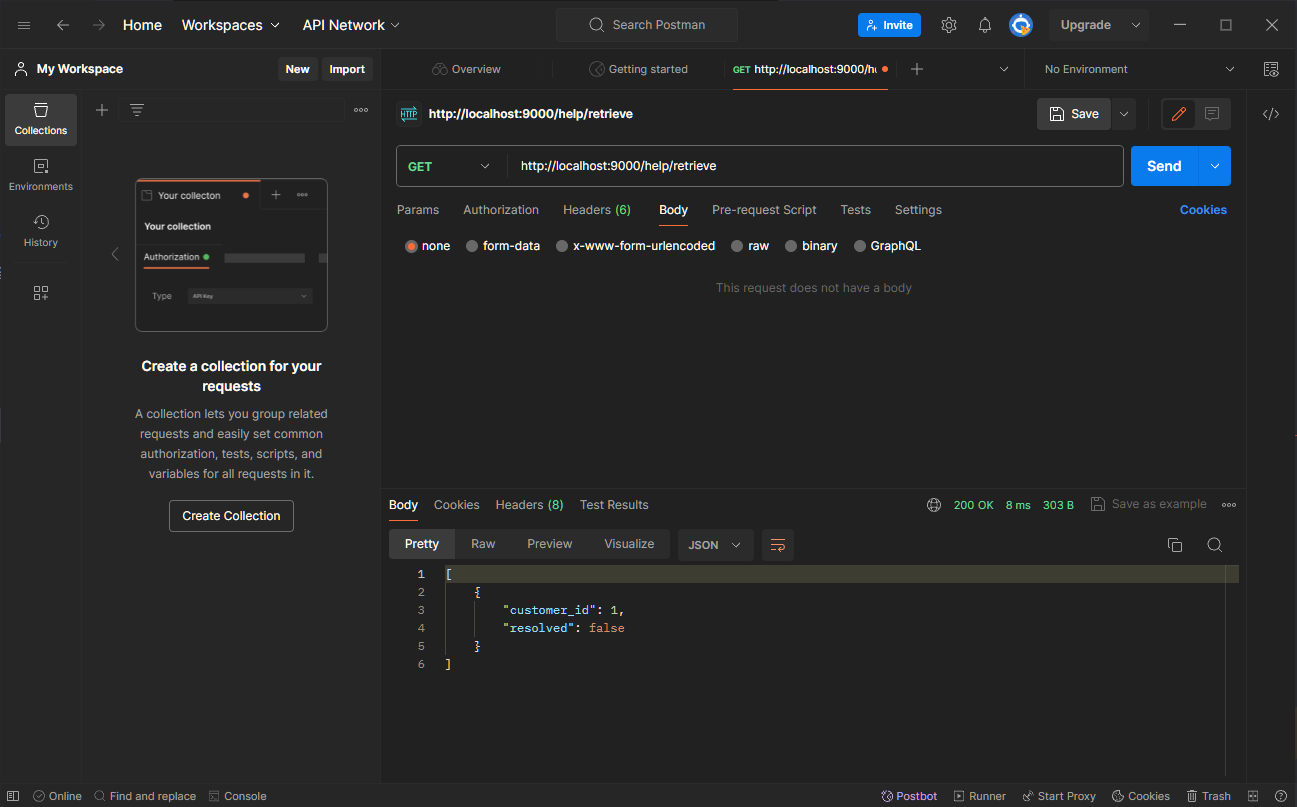 Home Workspaces API Network Search Postman Invite Upgrade
My Workspace New Import Overview Getting started GET http://localhost:9000/h No Environment
Collections
Environments
History
Your collecton
Your collection
Authorization
Type API Key
Create a collection for your
requests
A collection lets you group related
requests and easily set common
authorization, tests, scripts, and
variables for all requests in it.
Create Collection
HTTP http://localhost:9000/help/retrieve Save
GET http://localhost:9000/help/retrieve Send
Params Authorization Headers (6) Body Pre-request Script Tests Settings Cookies
none form-data x-www-form-urlencoded raw binary GraphQL
This request does not have a body
Body Cookies Headers (8) Test Results 200 OK 8 ms 303 B Save as example
Pretty Raw Preview Visualize JSON
1 [
2 {
3 "customer_id": 1,
4 "resolved": false
5 }
6 ]
Online Find and replace Console Postbot Runner Start Proxy Cookies Trash